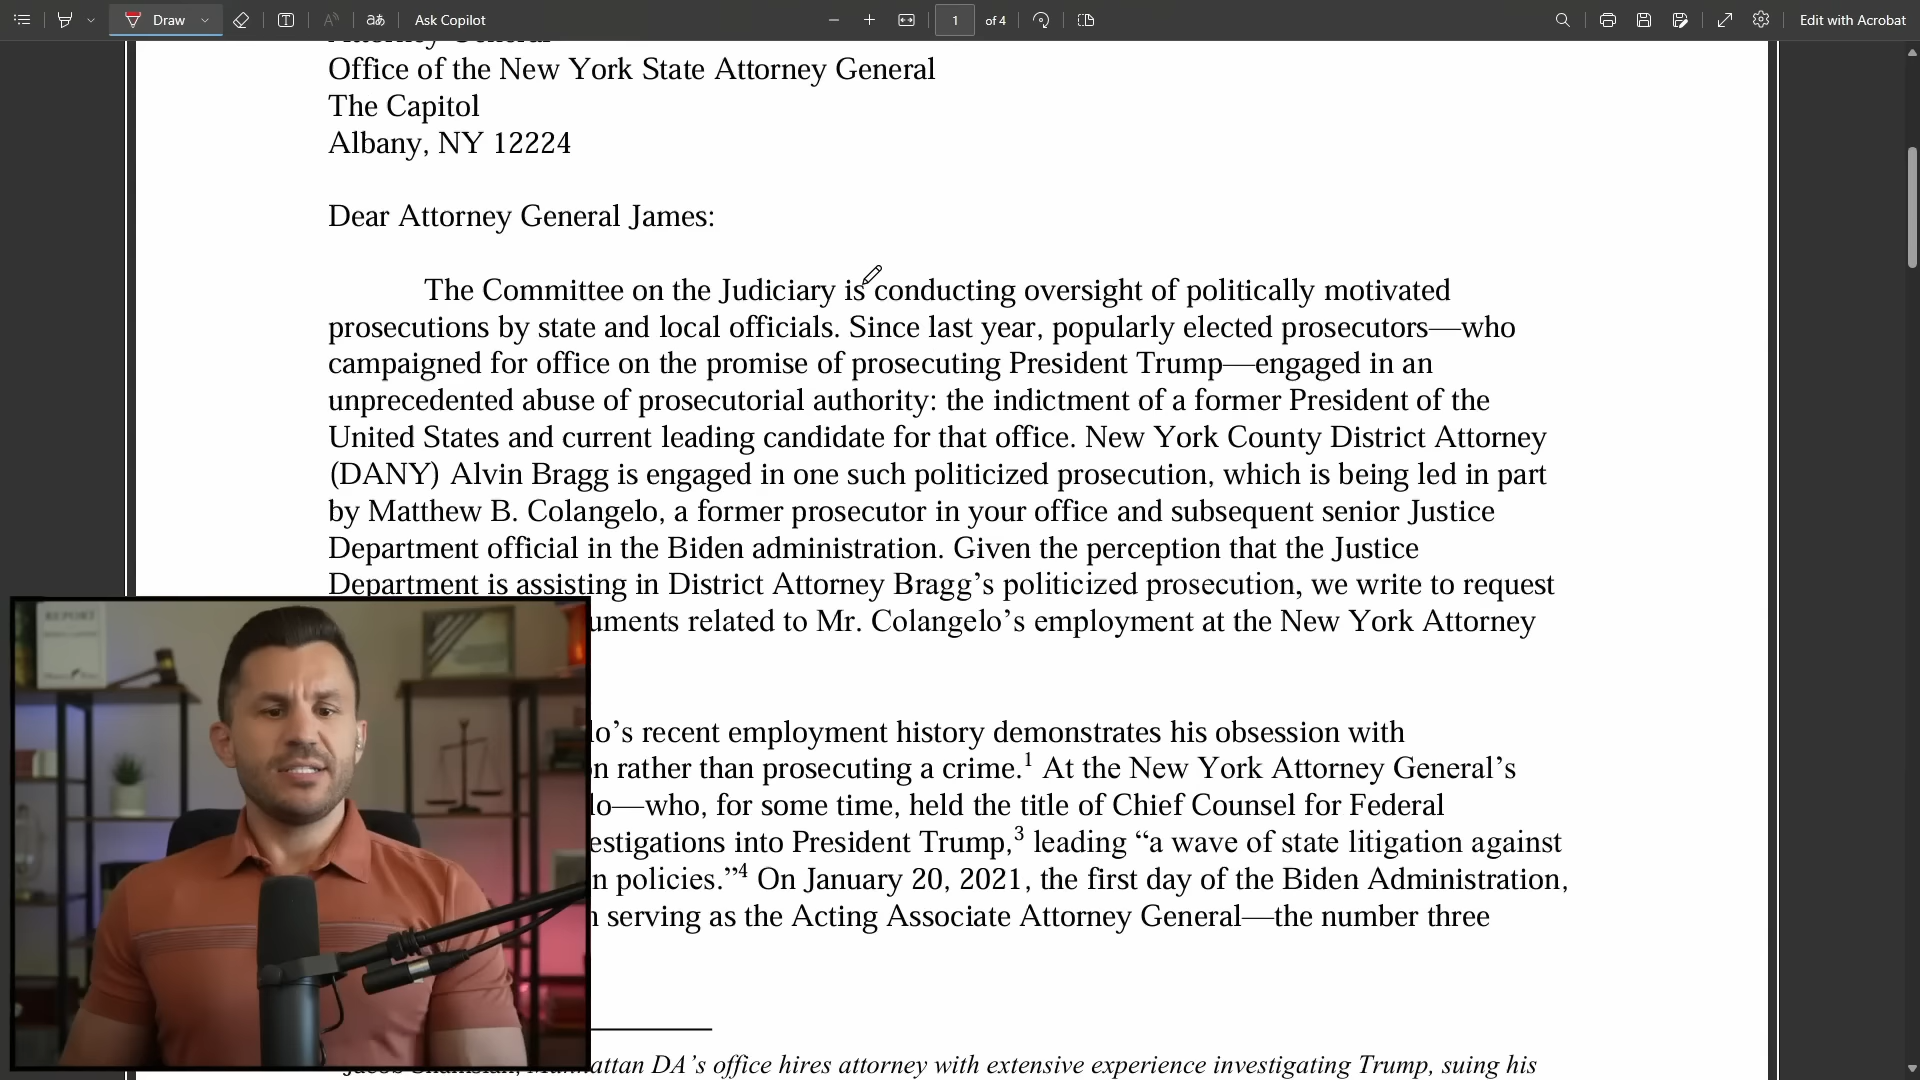 Draw
aあ
Ask Copilot
1 of 4
Edit with Acrobat
Attorney General
Office of the New York State Attorney General
The Capitol
Albany, NY 12224
Dear Attorney General James:
The Committee on the Judiciary is conducting oversight of politically motivated
prosecutions by state and local officials. Since last year, popularly elected prosecutors—who
campaigned for office on the promise of prosecuting President Trump—engaged in an
unprecedented abuse of prosecutorial authority: the indictment of a former President of the
United States and current leading candidate for that office. New York County District Attorney
(DANY) Alvin Bragg is engaged in one such politicized prosecution, which is being led in part
by Matthew B. Colangelo, a former prosecutor in your office and subsequent senior Justice
Department official in the Biden administration. Given the perception that the Justice
Department is assisting in District Attorney Bragg’s politicized prosecution, we write to request
uments related to Mr. Colangelo’s employment at the New York Attorney
lo’s recent employment history demonstrates his obsession with
n rather than prosecuting a crime.1 At the New York Attorney General’s
lo—who, for some time, held the title of Chief Counsel for Federal
estigations into President Trump,3 leading “a wave of state litigation against
n policies.”4 On January 20, 2021, the first day of the Biden Administration,
n serving as the Acting Associate Attorney General—the number three
Manhattan DA’s office hires attorney with extensive experience investigating Trump, suing his
REPORT